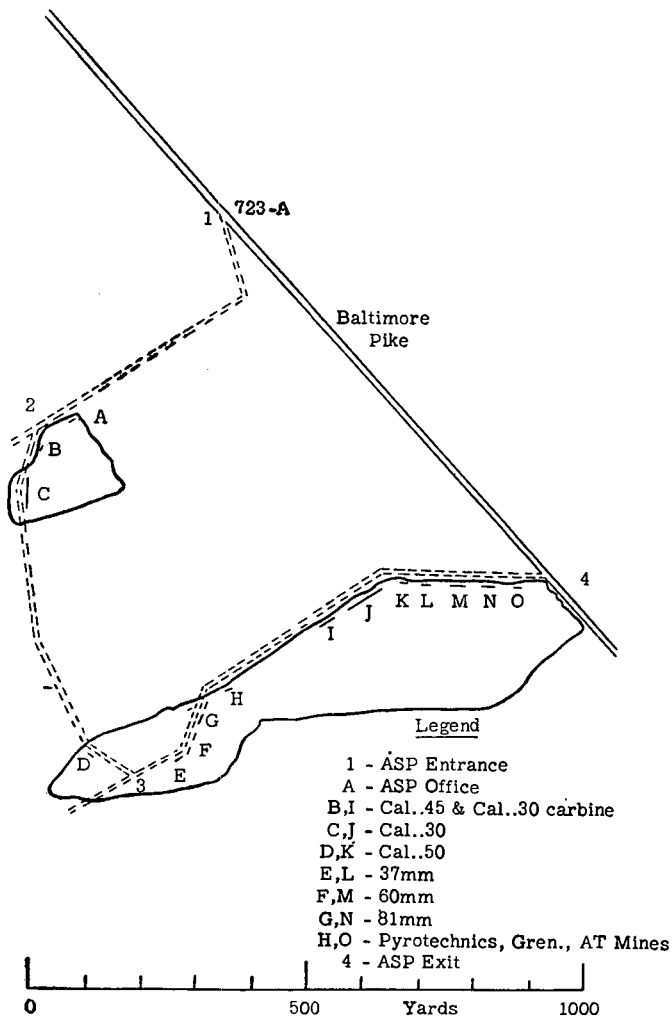 723-A
1
Baltimore
Pike
2
A
B
C
4
K L M N O
J
I
H
G
F
D
E
3
Legend
1 - ASP Entrance
A - ASP Office
B,I - Cal..45 & Cal..30 carbine
C,J - Cal..30
D,K - Cal..50
E,L - 37mm
F,M - 60mm
G,N - 81mm
H,O - Pyrotechnics, Gren., AT Mines
4 - ASP Exit
0 500 Yards 1000